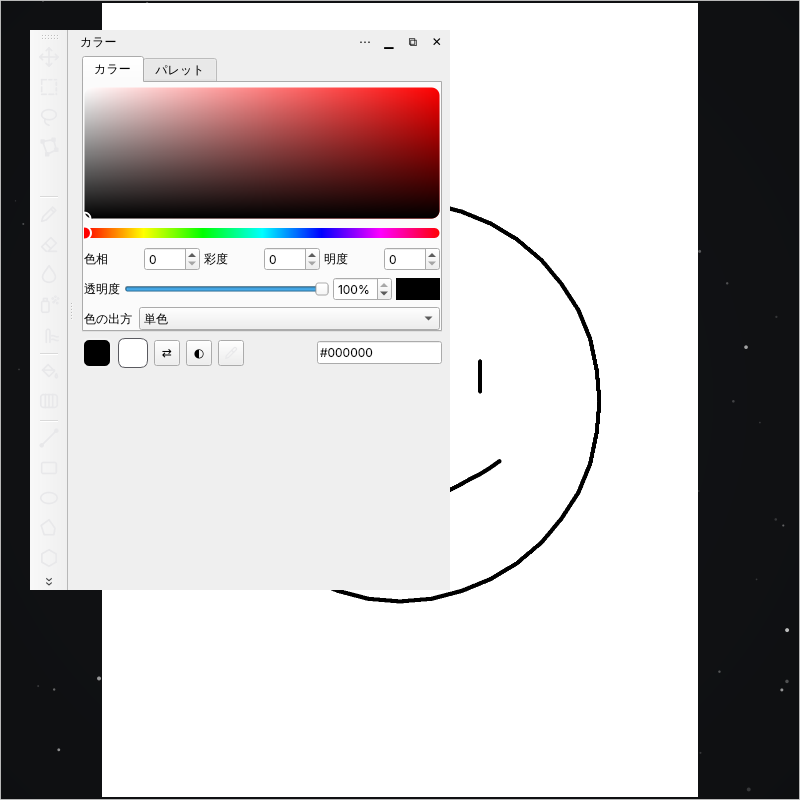 カラー
カラー パレット
色相 0 彩度 0 明度 0
透明度 100%
色の出方 単色
#000000